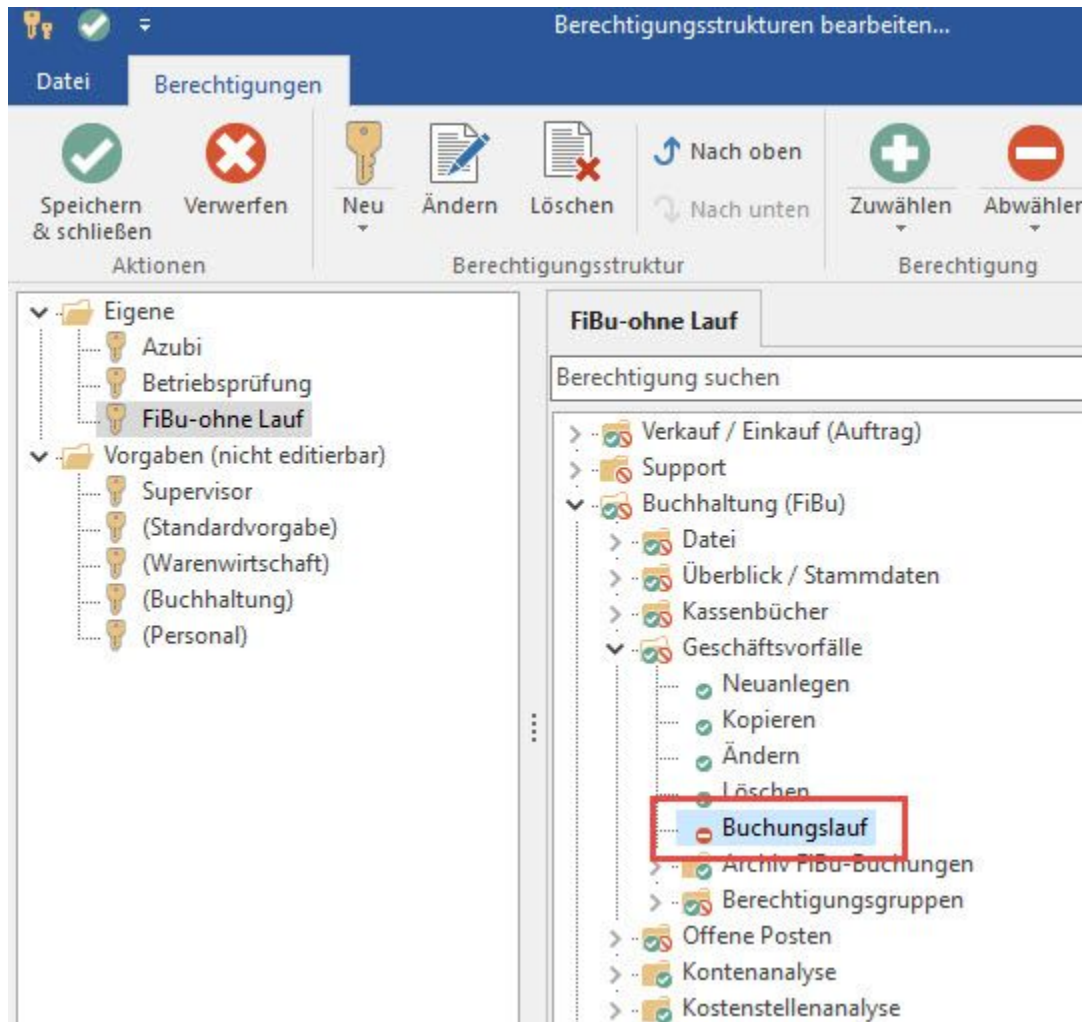 Berechtigungsstrukturen bearbeiten...
Datei
Berechtigungen
Speichern & schließen
Verwerfen
Neu
Ändern
Löschen
Nach oben
Nach unten
Zuwählen
Abwählen
Aktionen
Berechtigungsstruktur
Berechtigung
Eigene
Azubi
Betriebsprüfung
FiBu-ohne Lauf
Vorgaben (nicht editierbar)
Supervisor
(Standardvorgabe)
(Warenwirtschaft)
(Buchhaltung)
(Personal)
FiBu-ohne Lauf
Berechtigung suchen
Verkauf / Einkauf (Auftrag)
Support
Buchhaltung (FiBu)
Datei
Überblick / Stammdaten
Kassenbücher
Geschäftsvorfälle
Neuanlegen
Kopieren
Ändern
Löschen
Buchungslauf
Archiv FiBu-Buchungen
Berechtigungsgruppen
Offene Posten
Kontenanalyse
Kostenstellenanalyse